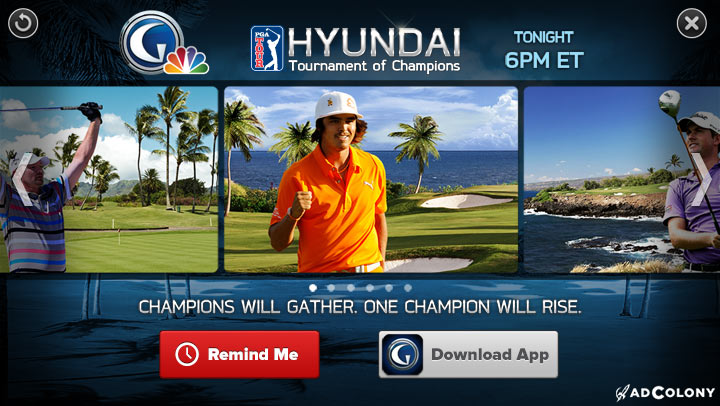 G
PGA TOUR
HYUNDAI
Tournament of Champions
TONIGHT
6PM ET
CHAMPIONS WILL GATHER. ONE CHAMPION WILL RISE.
Remind Me
G
Download App
ADCOLONY